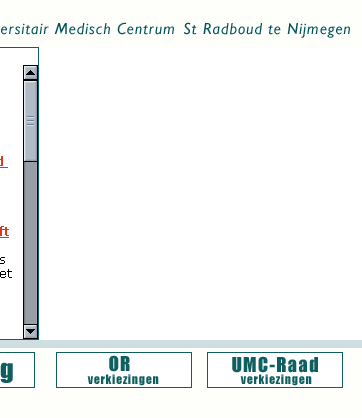 ersitair Medisch Centrum St Radboud te Nijmegen
d
ft
s
et
g
OR
verkiezingen
UMC-Raad
verkiezingen